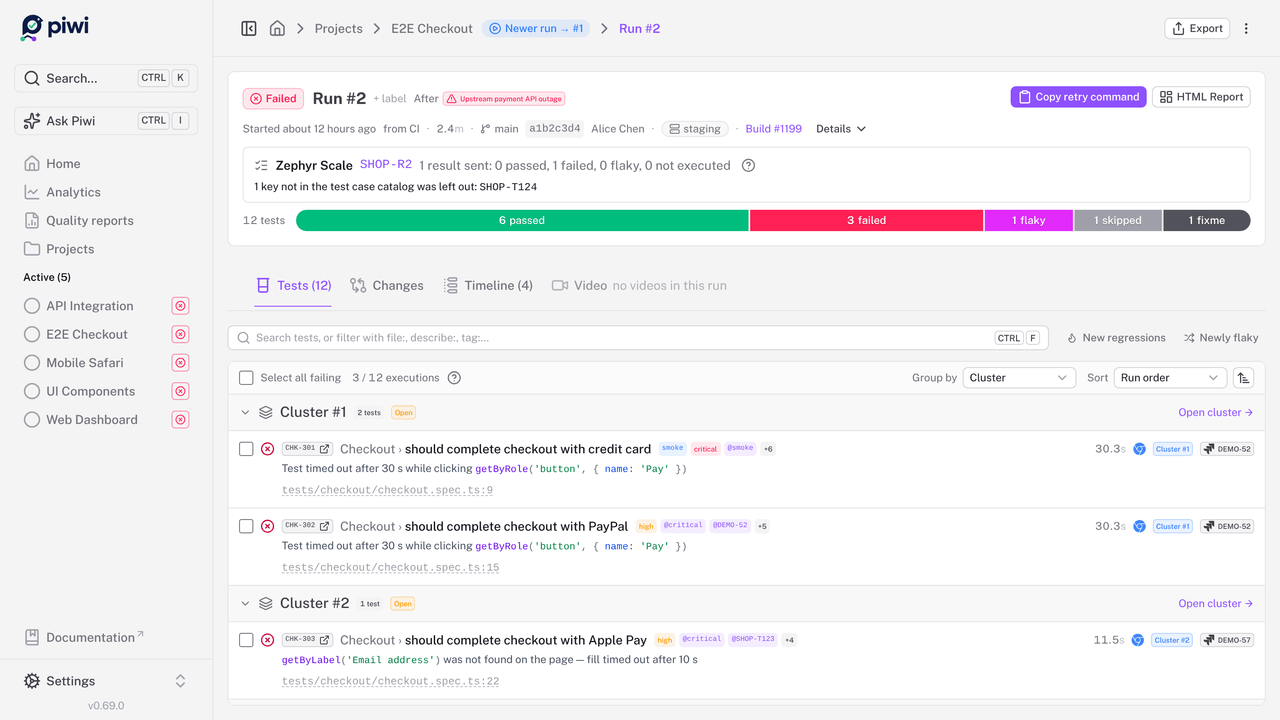 piwi
Search... CTRL K
Ask Piwi CTRL I
Home
Analytics
Quality reports
Projects
Active (5)
API Integration
E2E Checkout
Mobile Safari
UI Components
Web Dashboard
Documentation ↗
Settings
v0.69.0
Projects E2E Checkout Newer run → #1 Run #2
Export
Failed Run #2 + label After Upstream payment API outage
Copy retry command HTML Report
Started about 12 hours ago from CI · 2.4m · main a1b2c3d4 Alice Chen · staging · Build #1199 Details
Zephyr Scale SHOP-R2 1 result sent: 0 passed, 1 failed, 0 flaky, 0 not executed
1 key not in the test case catalog was left out: SHOP-T124
12 tests 6 passed 3 failed 1 flaky 1 skipped 1 fixme
Tests (12) Changes Timeline (4) Video no videos in this run
Search tests, or filter with file:, describe:, tag:... CTRL F
New regressions Newly flaky
Select all failing 3 / 12 executions
Group by Cluster Sort Run order
Cluster #1 2 tests Open Open cluster →
CHK-301 Checkout › should complete checkout with credit card smoke critical @smoke +6 30.3s Cluster #1 DEMO-52
Test timed out after 30 s while clicking getByRole('button', { name: 'Pay' })
tests/checkout/checkout.spec.ts:9
CHK-302 Checkout › should complete checkout with PayPal high @critical @DEMO-52 +5 30.3s Cluster #1 DEMO-52
Test timed out after 30 s while clicking getByRole('button', { name: 'Pay' })
tests/checkout/checkout.spec.ts:15
Cluster #2 1 test Open Open cluster →
CHK-303 Checkout › should complete checkout with Apple Pay high @critical @SHOP-T123 +4 11.5s Cluster #2 DEMO-57
getByLabel('Email address') was not found on the page — fill timed out after 10 s
tests/checkout/checkout.spec.ts:22